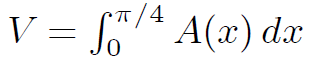 V = ∫₀^{π/4} A(x) dx